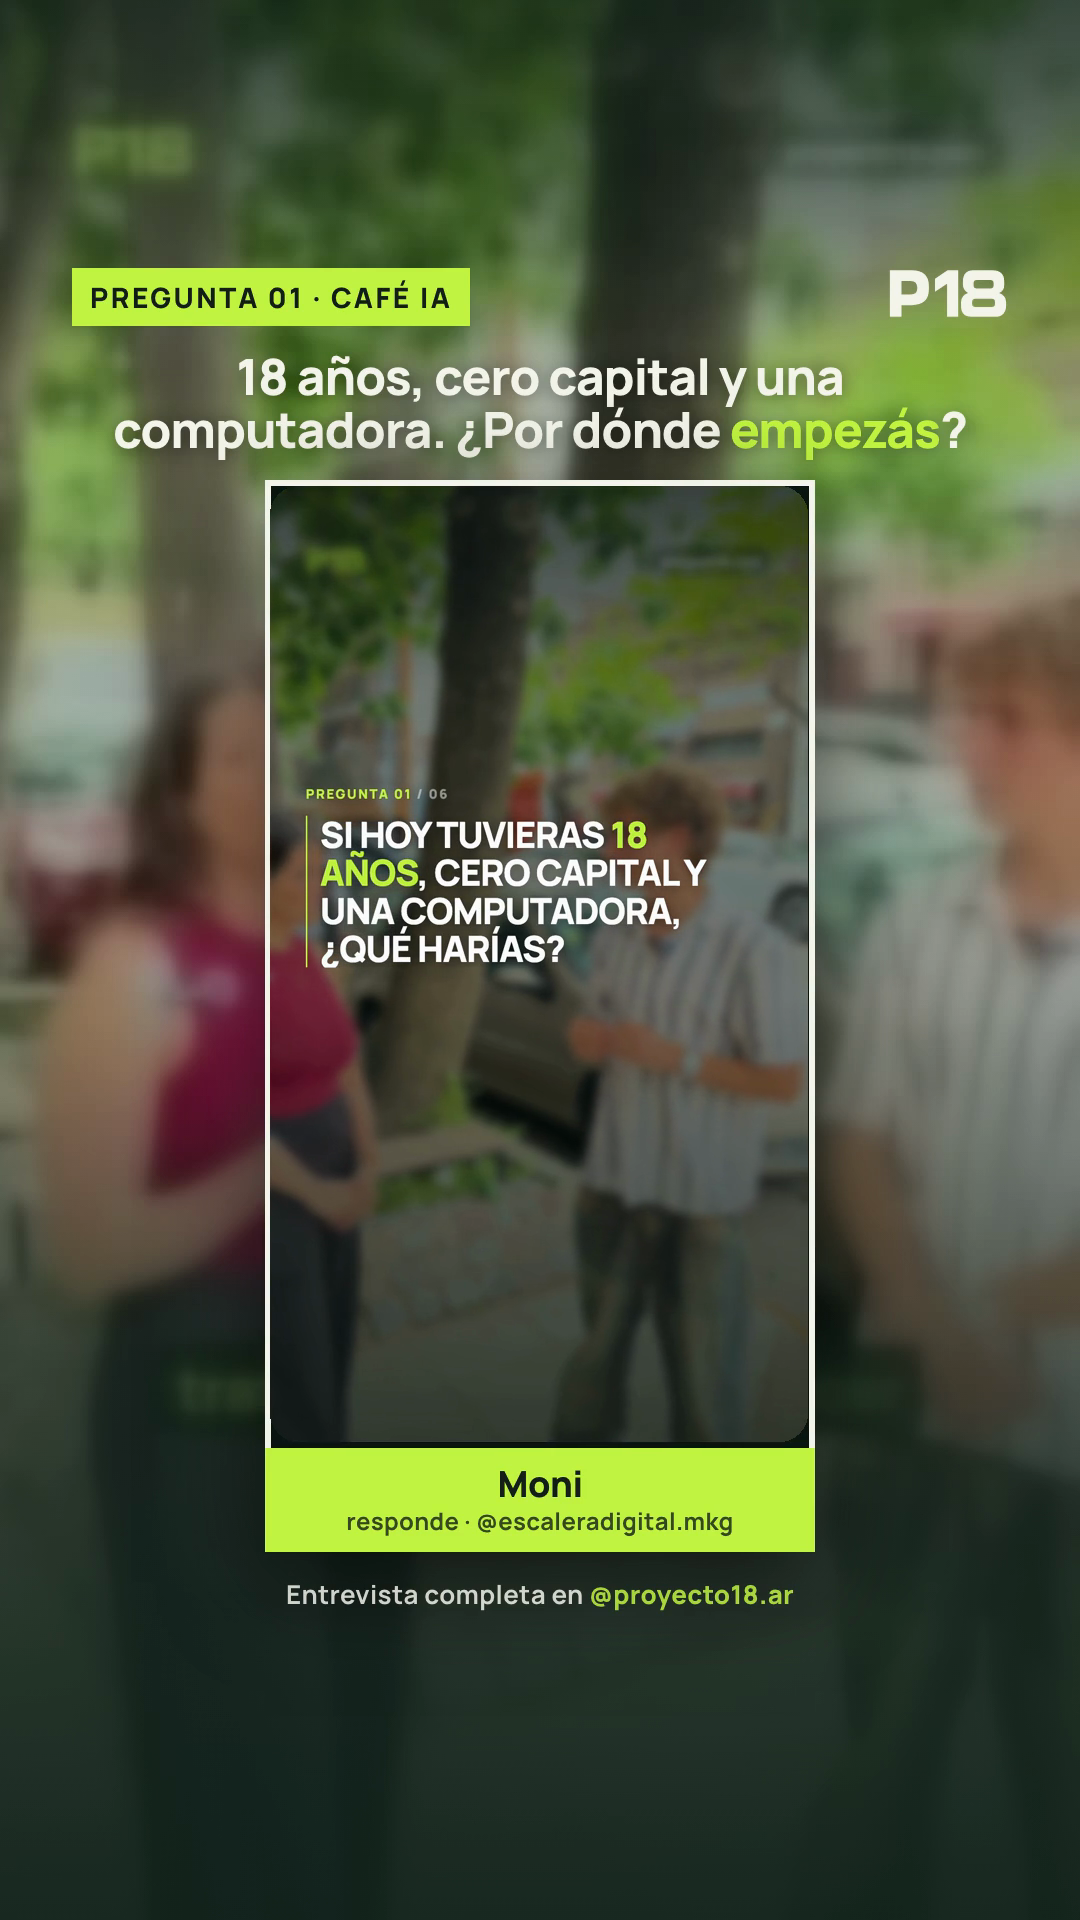 PREGUNTA 01 · CAFÉ IA
P18
18 años, cero capital y una
computadora. ¿Por dónde empezás?
P18
PREGUNTA 01 / 06
SI HOY TUVIERAS 18
AÑOS, CERO CAPITAL Y
UNA COMPUTADORA,
¿QUÉ HARÍAS?
Moni
responde · @escaleradigital.mkg
Entrevista completa en @proyecto18.ar